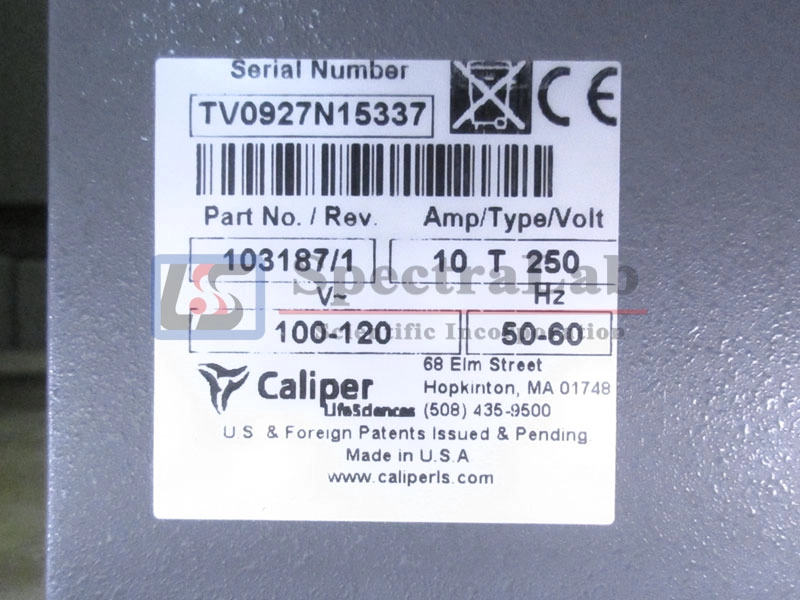 Serial Number
TV0927N15337
CE
Part No. / Rev. Amp/Type/Volt
103187/1 10 T 250
LSS SpectraLab
V~ Hz
Scientific Incorporation
100-120 50-60
68 Elm Street
Caliper Hopkinton, MA 01748
LifeSciences (508) 435-9500
U.S. & Foreign Patents Issued & Pending
Made in U.S.A
www.caliperls.com